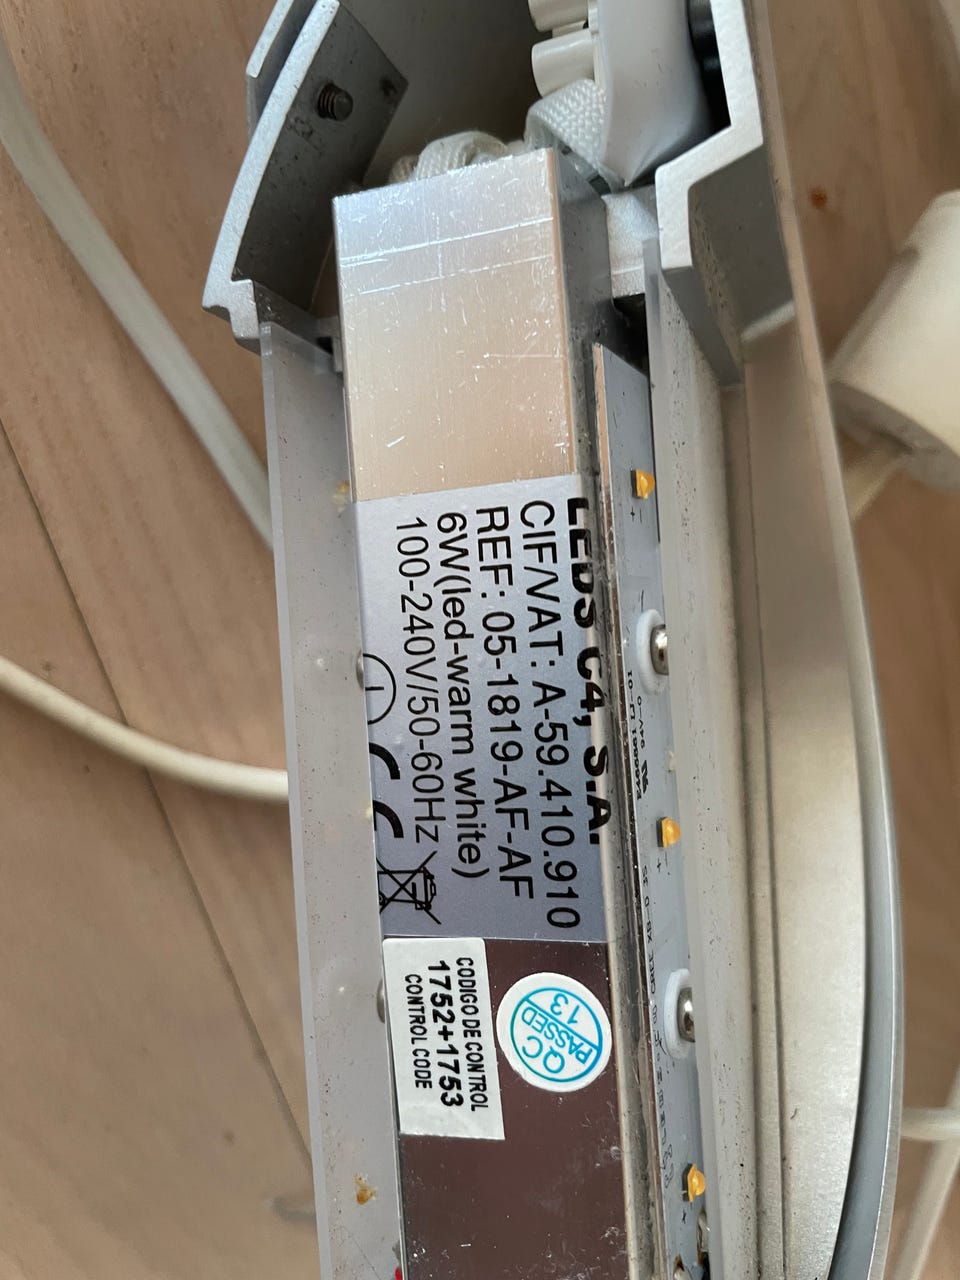 LEDS C4, S.A.
CIF/VAT: A-59.410.910
REF: 05-1819-AF-AF
6W(led-warm white)
100-240V/50-60Hz
CE
CODIGO DE CONTROL
1752+1753
CONTROL CODE
QC
PASSED
13